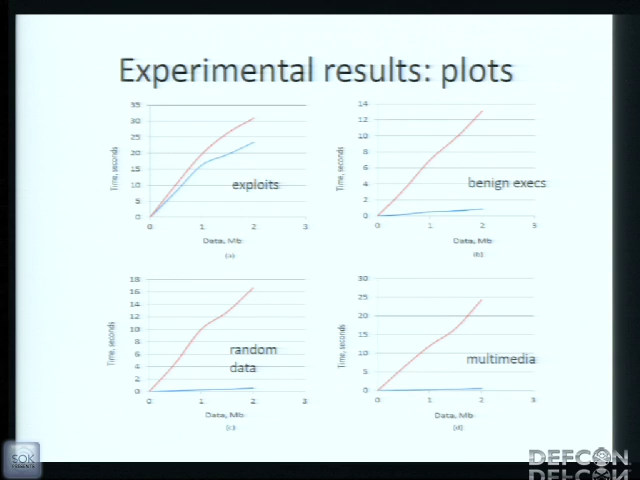 Experimental results: plots
35
30
25
20
15
10
5
0
0 1 2 3
Time, seconds
exploits
Data, Mb
(a)
14
12
10
8
6
4
2
0
0 1 2 3
Time, seconds
benign execs
Data, Mb
(b)
18
16
14
12
10
8
6
4
2
0
0 1 2 3
Time, seconds
random
data
Data, Mb
(c)
30
25
20
15
10
5
0
0 1 2 3
Time, seconds
multimedia
Data, Mb
(d)
SOK
DEFCON
DEFCON